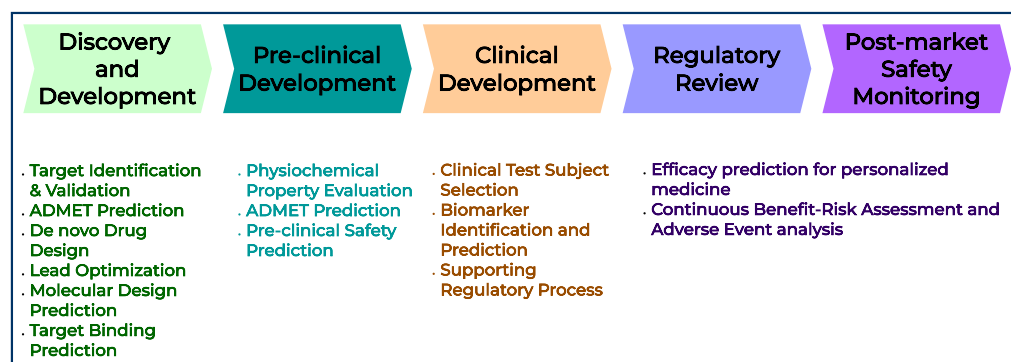 Discovery
and
Development
Pre-clinical
Development
Clinical
Development
Regulatory
Review
Post-market
Safety
Monitoring
. Target Identification
& Validation
. ADMET Prediction
. De novo Drug
Design
. Lead Optimization
. Molecular Design
Prediction
. Target Binding
Prediction
. Physiochemical
Property Evaluation
. ADMET Prediction
. Pre-clinical Safety
Prediction
. Clinical Test Subject
Selection
. Biomarker
Identification and
Prediction
. Supporting
Regulatory Process
. Efficacy prediction for personalized
medicine
. Continuous Benefit-Risk Assessment and
Adverse Event analysis